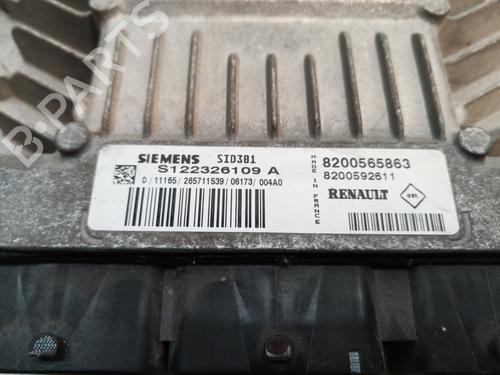 B-PARTS
SIEMENS SID301
S122326109 A
0/11165/265711539/06173/004A0
MADE IN FRANCE
8200565863
8200592611
RENAULT